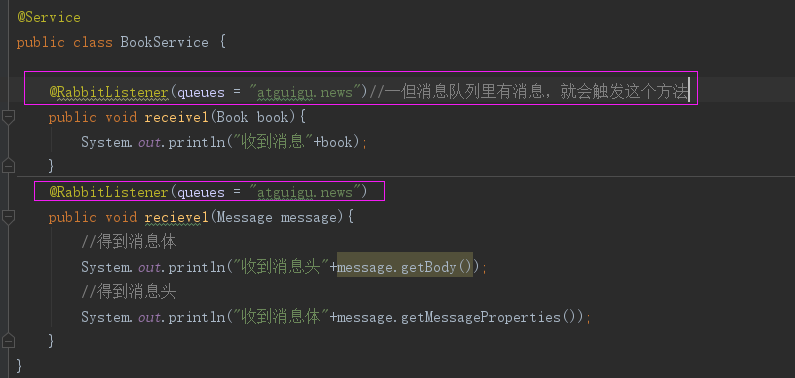 @Service
public class BookService {
@RabbitListener(queues = "atguigu.news")//一但消息队列里有消息，就会触发这个方法
public void receive1(Book book){
System.out.println("收到消息"+book);
}
@RabbitListener(queues = "atguigu.news")
public void recieve1(Message message){
//得到消息体
System.out.println("收到消息头"+message.getBody());
//得到消息头
System.out.println("收到消息体"+message.getMessageProperties());
}
}